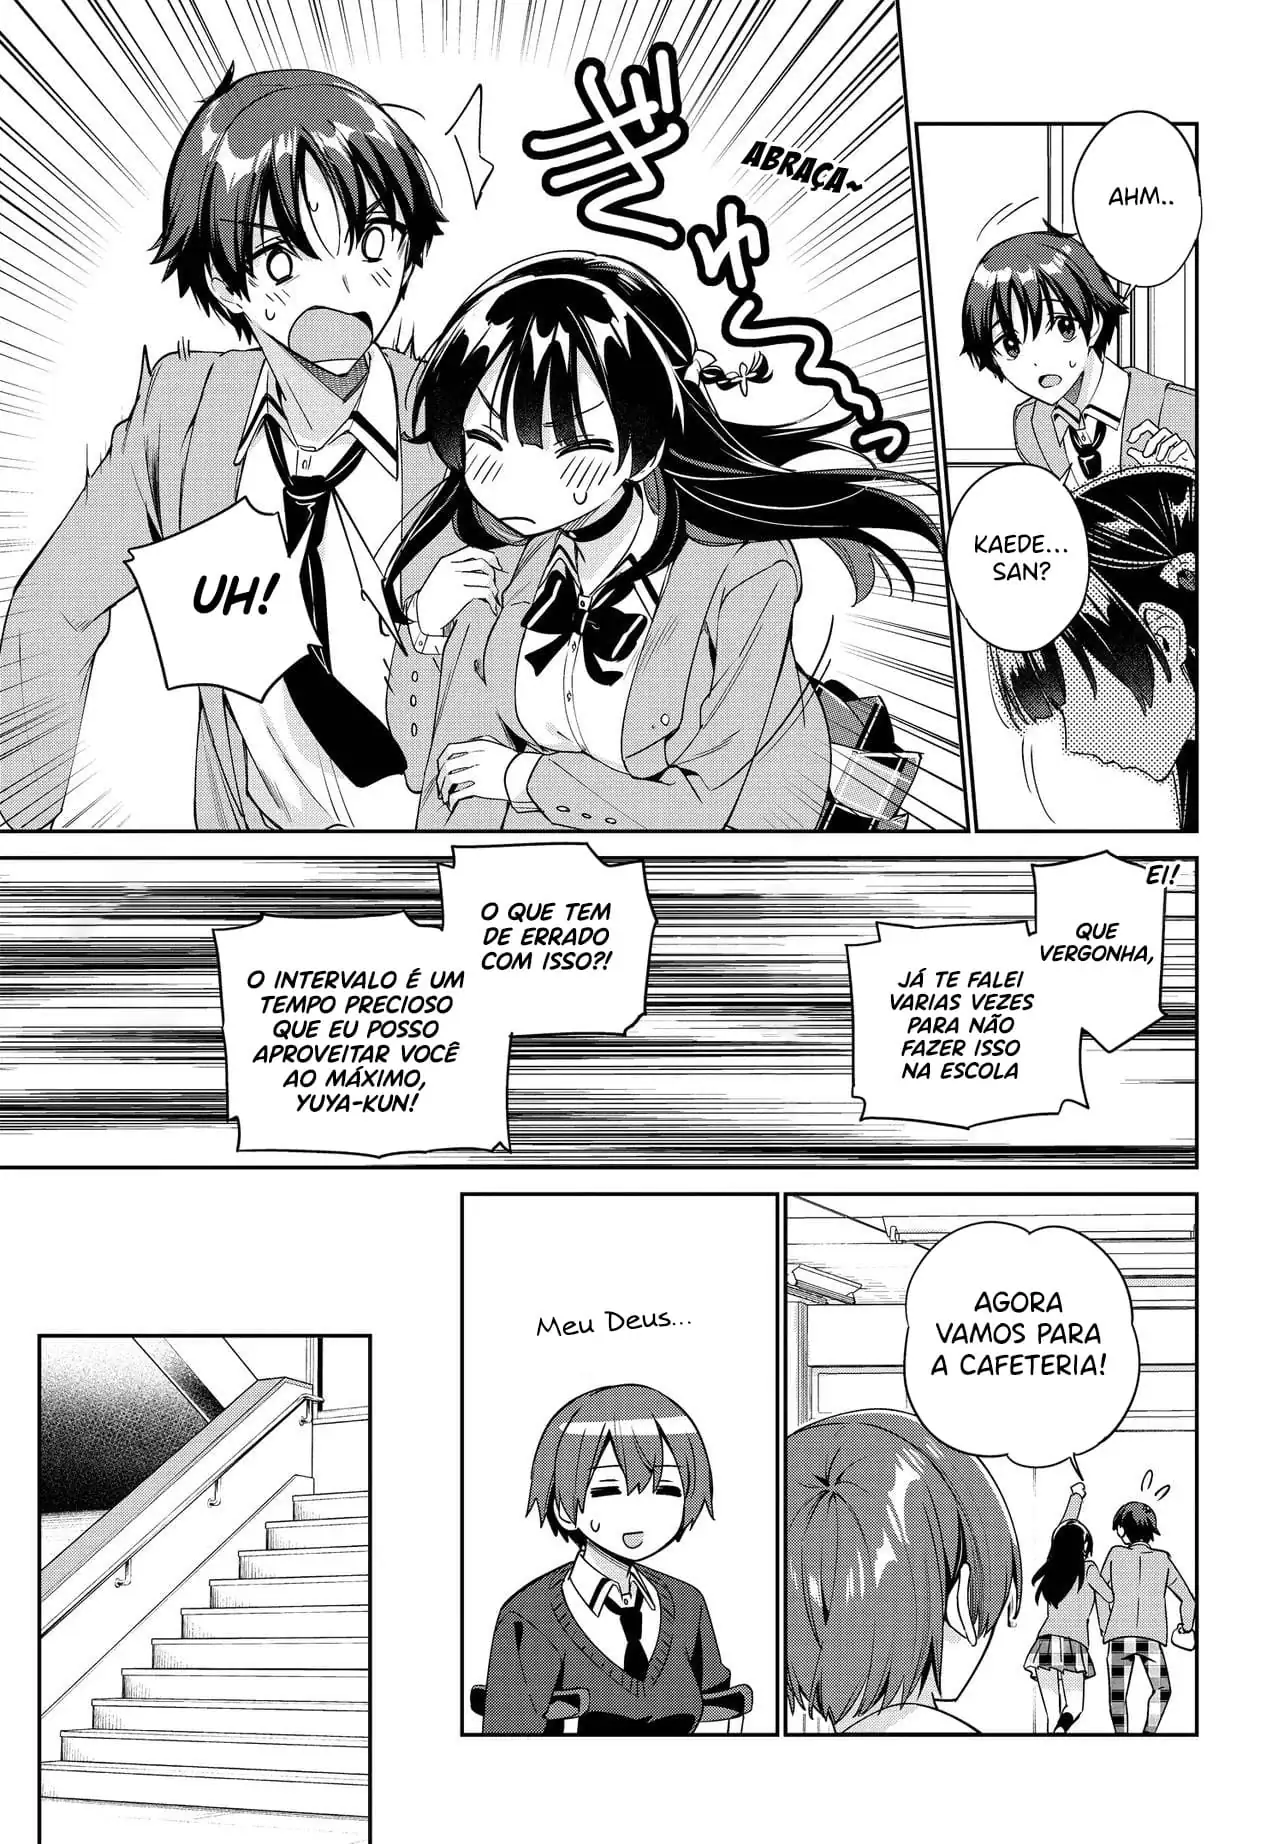 AHM..
KAEDE...
SAN?
ぎゅ〜〜っ
ABRAÇA~
UH!
EI!
QUE
VERGONHA,
JÁ TE FALEI
VARIAS VEZES
PARA NÃO
FAZER ISSO
NA ESCOLA
O QUE TEM
DE ERRADO
COM ISSO?!
O INTERVALO É UM
TEMPO PRECIOSO
QUE EU POSSO
APROVEITAR VOCÊ
AO MÁXIMO,
YUYA-KUN!
AGORA
VAMOS PARA
A CAFETERIA!
Meu Deus...